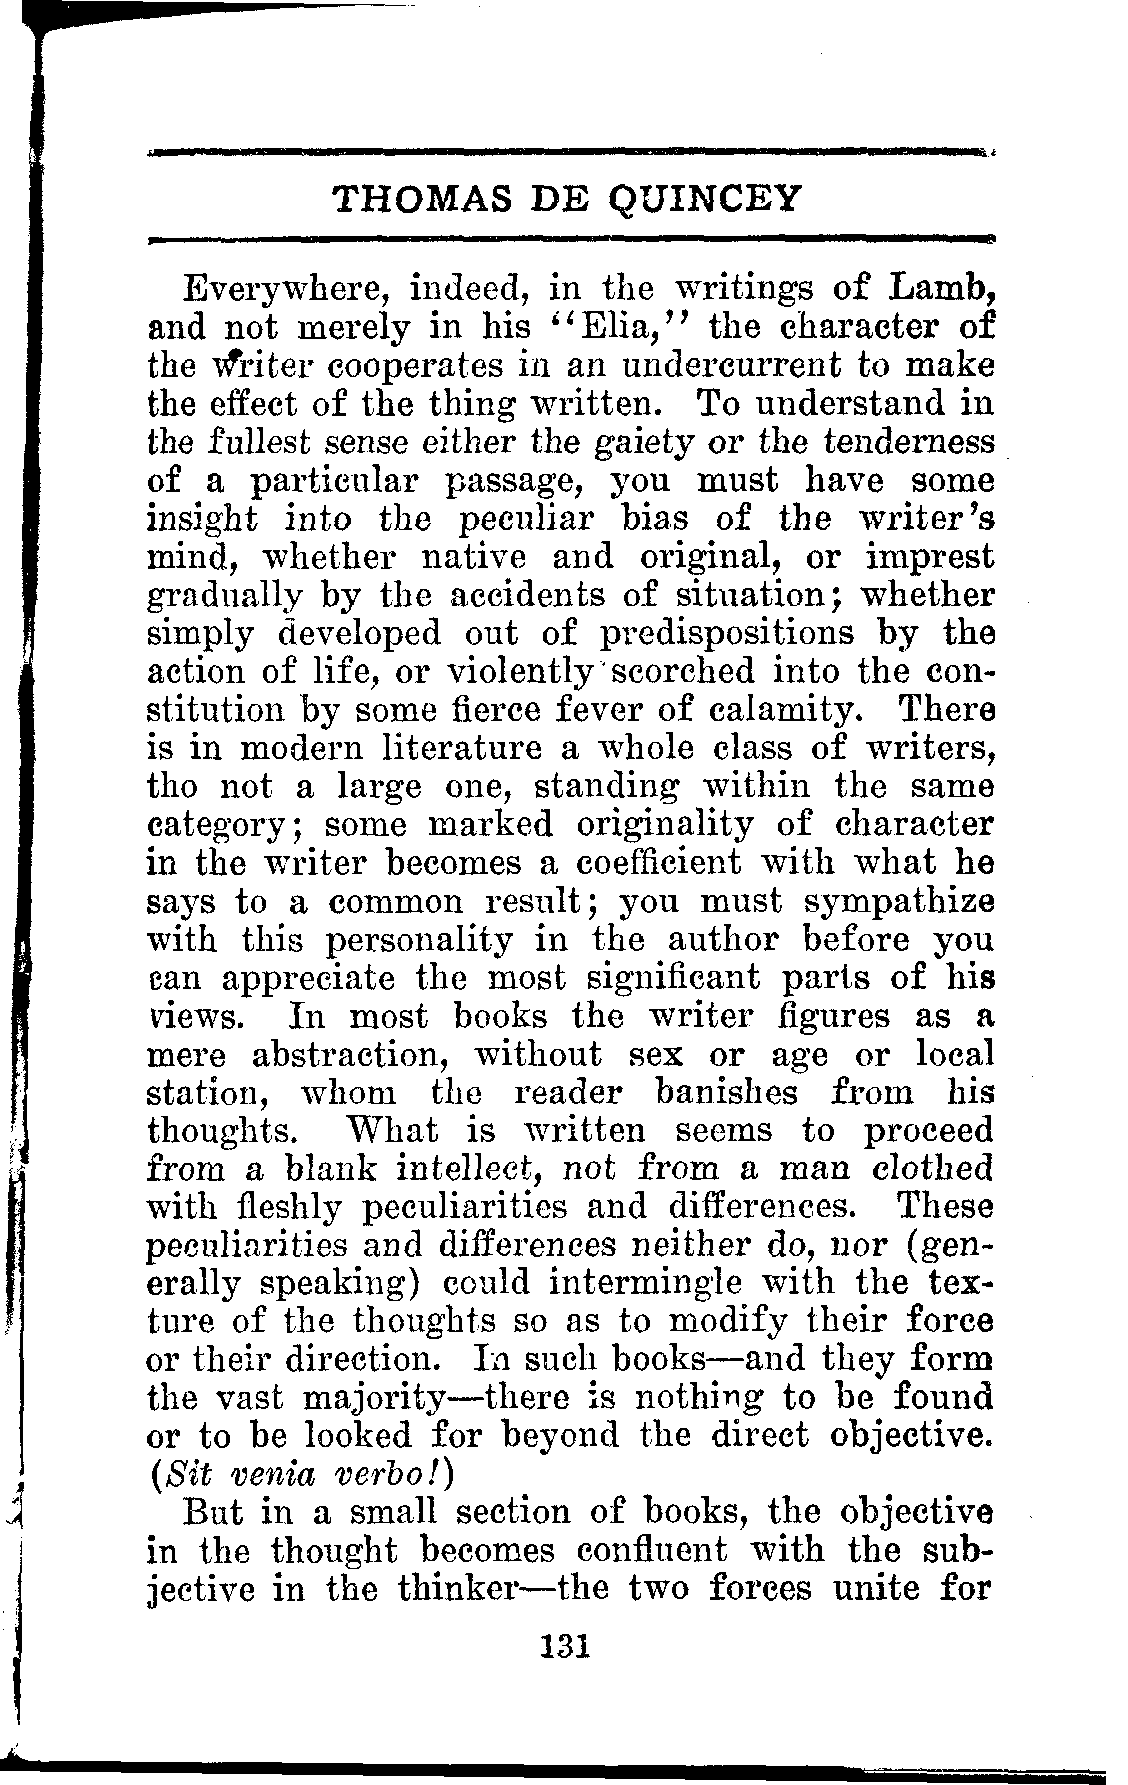 THOMAS DE QUINCEY
Everywhere, indeed, in the writings of Lamb,
and not merely in his "Elia," the character of
the writer cooperates in an undercurrent to make
the effect of the thing written. To understand in
the fullest sense either the gaiety or the tenderness
of a particular passage, you must have some
insight into the peculiar bias of the writer's
mind, whether native and original, or imprest
gradually by the accidents of situation; whether
simply developed out of predispositions by the
action of life, or violently scorched into the con-
stitution by some fierce fever of calamity. There
is in modern literature a whole class of writers,
tho not a large one, standing within the same
category; some marked originality of character
in the writer becomes a coefficient with what he
says to a common result; you must sympathize
with this personality in the author before you
can appreciate the most significant parts of his
views. In most books the writer figures as a
mere abstraction, without sex or age or local
station, whom the reader banishes from his
thoughts. What is written seems to proceed
from a blank intellect, not from a man clothed
with fleshly peculiarities and differences. These
peculiarities and differences neither do, nor (gen-
erally speaking) could intermingle with the tex-
ture of the thoughts so as to modify their force
or their direction. In such books—and they form
the vast majority—there is nothing to be found
or to be looked for beyond the direct objective.
(Sit venia verbo!)
But in a small section of books, the objective
in the thought becomes confluent with the sub-
jective in the thinker—the two forces unite for
131